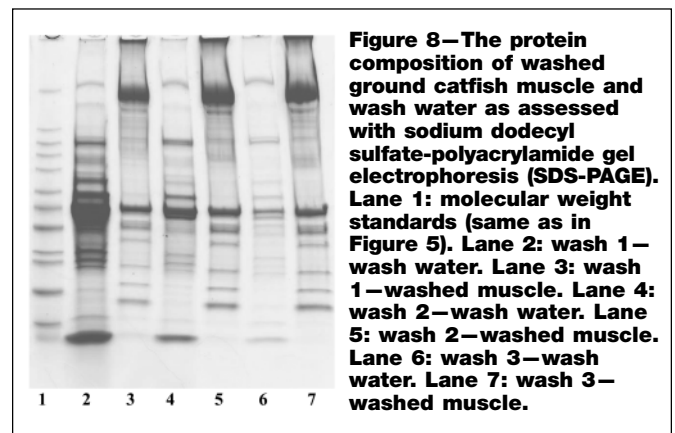 Figure 8—The protein
composition of washed
ground catfish muscle and
wash water as assessed
with sodium dodecyl
sulfate-polyacrylamide gel
electrophoresis (SDS-PAGE).
Lane 1: molecular weight
standards (same as in
Figure 5). Lane 2: wash 1—
wash water. Lane 3: wash
1—washed muscle. Lane 4:
wash 2—wash water. Lane
5: wash 2—washed muscle.
Lane 6: wash 3—wash
water. Lane 7: wash 3—
washed muscle.
1 2 3 4 5 6 7